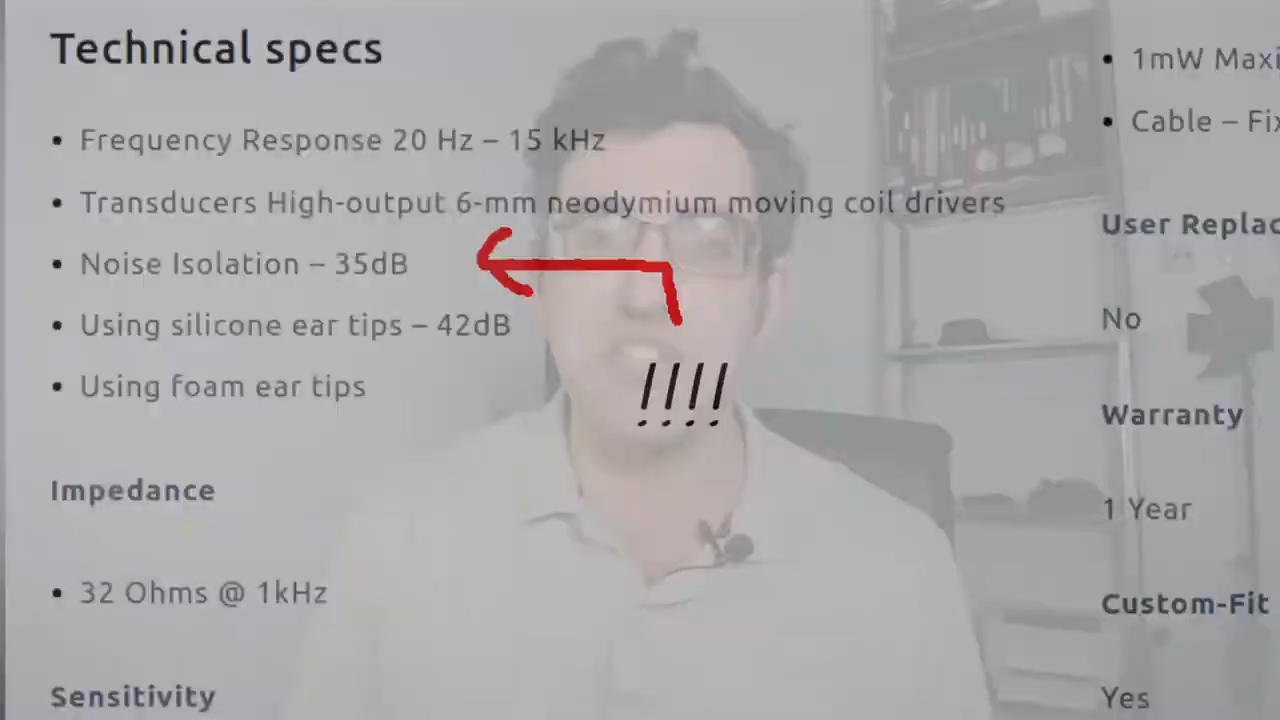 Technical specs
• Frequency Response 20 Hz – 15 kHz
• Transducers High-output 6-mm neodymium moving coil drivers
• Noise Isolation – 35dB
• Using silicone ear tips – 42dB
• Using foam ear tips
!!!!
Impedance
• 32 Ohms @ 1kHz
Sensitivity
• 1mW Maxi
• Cable – Fix
User Replac
No
Warranty
1 Year
Custom-Fit
Yes